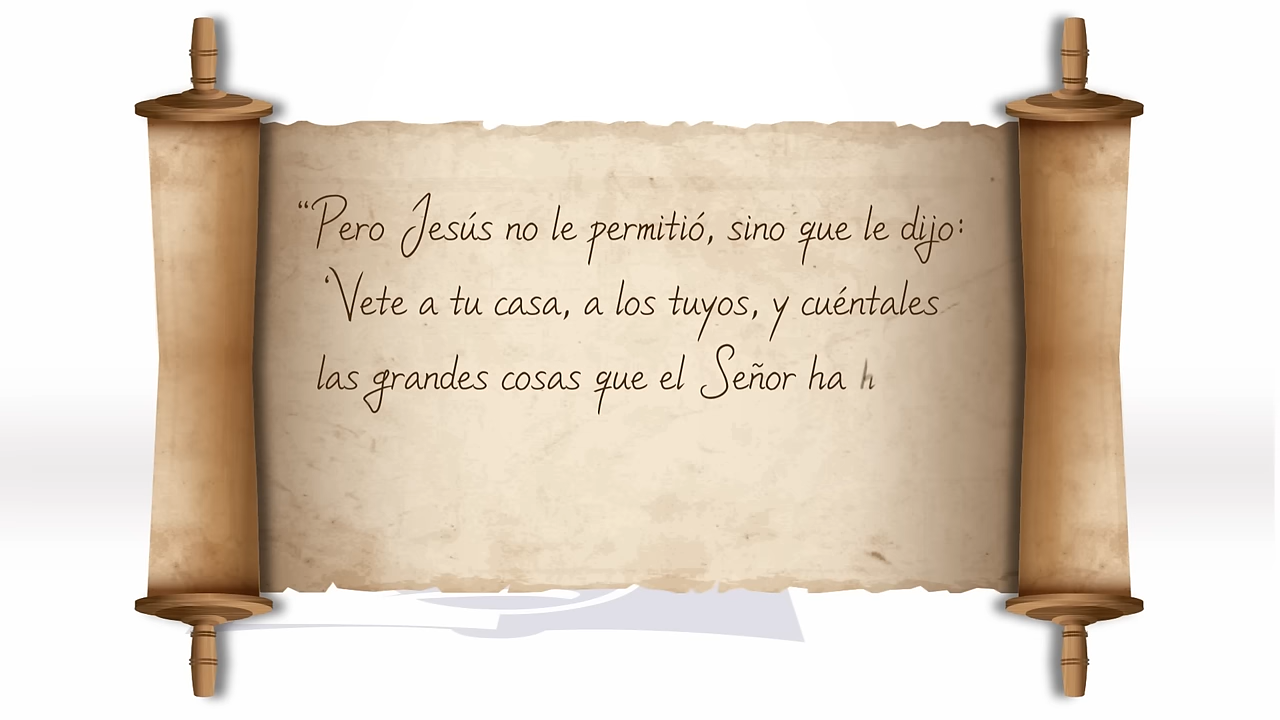 “Pero Jesús no le permitió, sino que le dijo:
‘Vete a tu casa, a los tuyos, y cuéntales
las grandes cosas que el Señor ha h